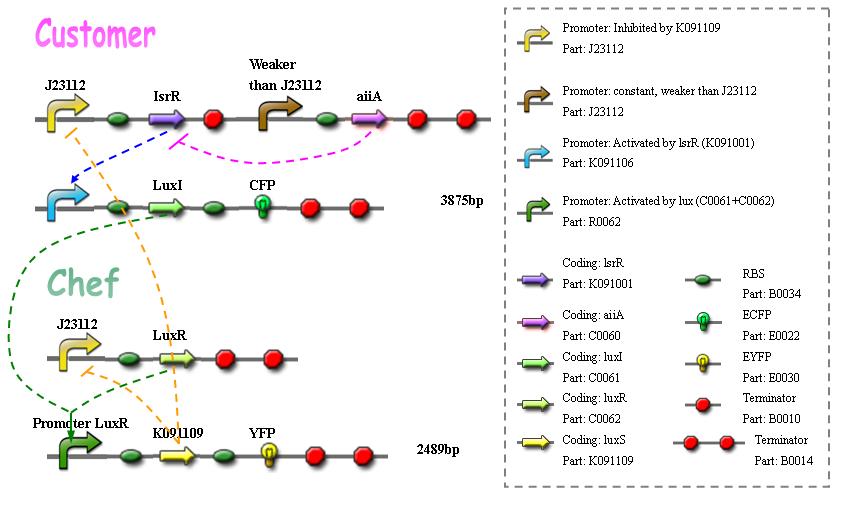 Customer
J23112
lsrR
Weaker
than J23112
aiiA
LuxI
CFP
3875bp
Chef
J23112
LuxR
Promoter LuxR
K091109
YFP
2489bp
Promoter: Inhibited by K091109
Part: J23112
Promoter: constant, weaker than J23112
Part: J23112
Promoter: Activated by lsrR (K091001)
Part: K091106
Promoter: Activated by lux (C0061+C0062)
Part: R0062
Coding: lsrR
Part: K091001
Coding: aiiA
Part: C0060
Coding: luxI
Part: C0061
Coding: luxR
Part: C0062
Coding: luxS
Part: K091109
RBS
Part: B0034
ECFP
Part: E0022
EYFP
Part: E0030
Terminator
Part: B0010
Terminator
Part: B0014